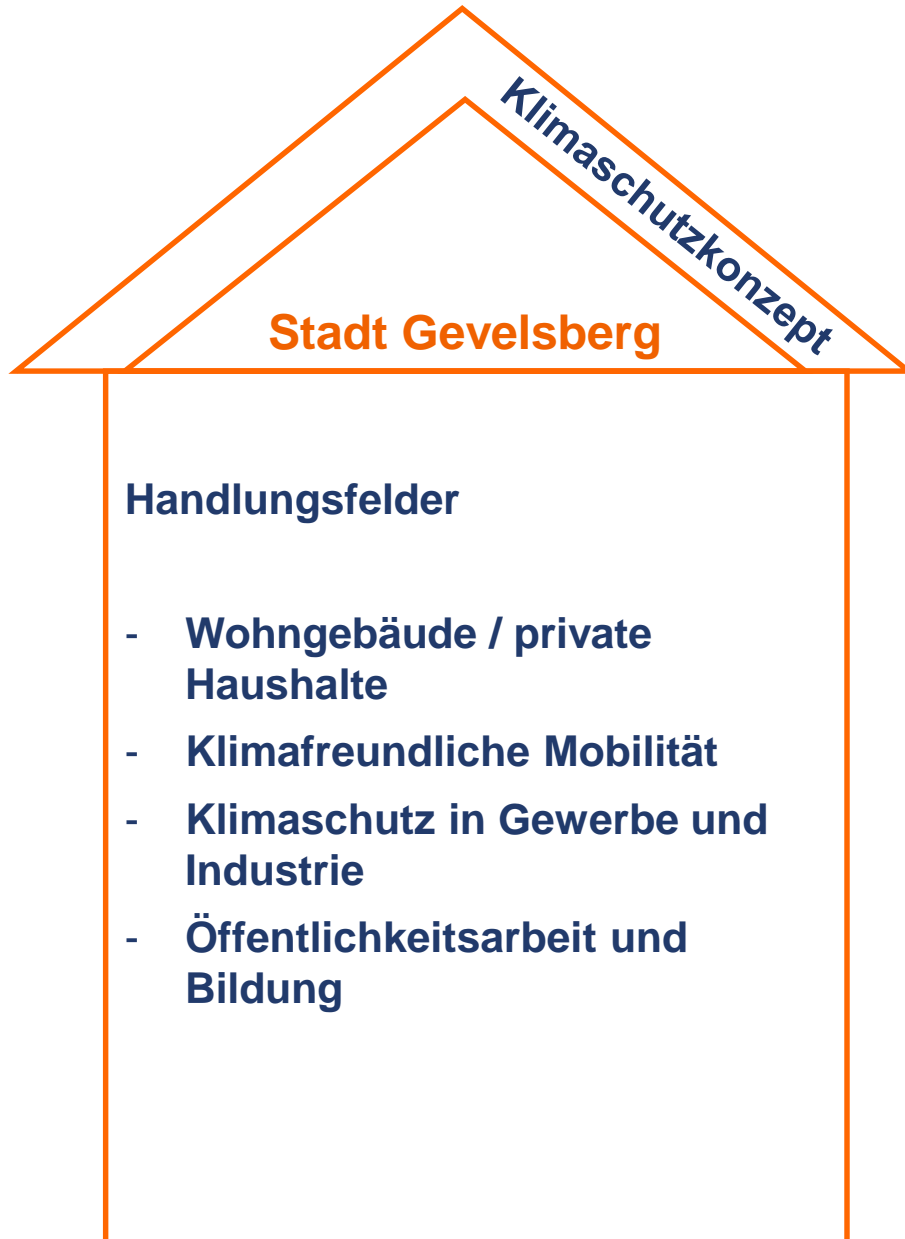 Klimaschutzkonzept
Stadt Gevelsberg
Handlungsfelder
- Wohngebäude / private
Haushalte
- Klimafreundliche Mobilität
- Klimaschutz in Gewerbe und
Industrie
- Öffentlichkeitsarbeit und
Bildung